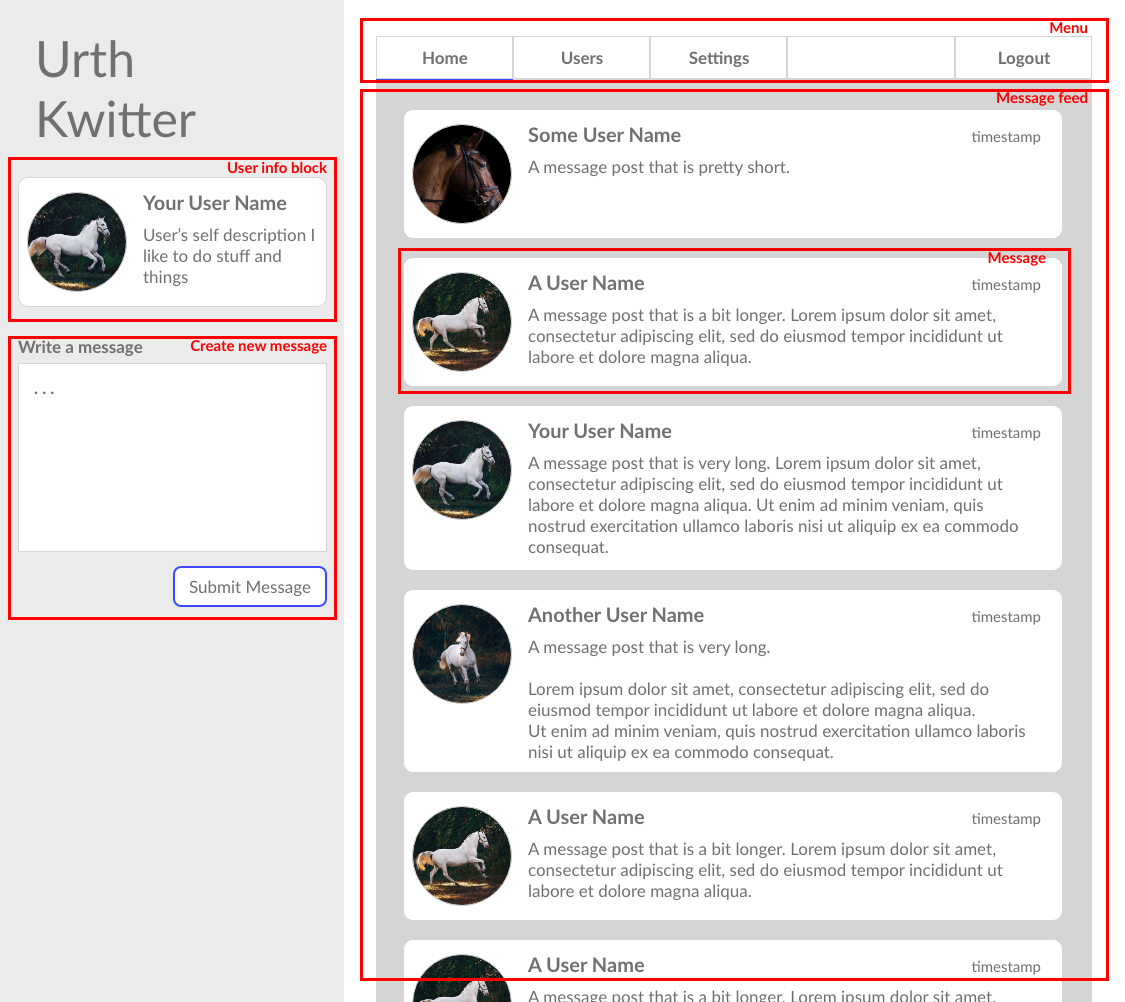 Urth
Kwitter
User info block
Your User Name
User's self description I
like to do stuff and
things
Write a message
Create new message
. . .
Submit Message
Menu
Home
Users
Settings
Logout
Message feed
Some User Name
timestamp
A message post that is pretty short.
Message
A User Name
timestamp
A message post that is a bit longer. Lorem ipsum dolor sit amet,
consectetur adipiscing elit, sed do eiusmod tempor incididunt ut
labore et dolore magna aliqua.
Your User Name
timestamp
A message post that is very long. Lorem ipsum dolor sit amet,
consectetur adipiscing elit, sed do eiusmod tempor incididunt ut
labore et dolore magna aliqua. Ut enim ad minim veniam, quis
nostrud exercitation ullamco laboris nisi ut aliquip ex ea commodo
consequat.
Another User Name
timestamp
A message post that is very long.
Lorem ipsum dolor sit amet, consectetur adipiscing elit, sed do
eiusmod tempor incididunt ut labore et dolore magna aliqua.
Ut enim ad minim veniam, quis nostrud exercitation ullamco laboris
nisi ut aliquip ex ea commodo consequat.
A User Name
timestamp
A message post that is a bit longer. Lorem ipsum dolor sit amet,
consectetur adipiscing elit, sed do eiusmod tempor incididunt ut
labore et dolore magna aliqua.
A User Name
timestamp
A message post that is a bit longer. Lorem ipsum dolor sit amet,